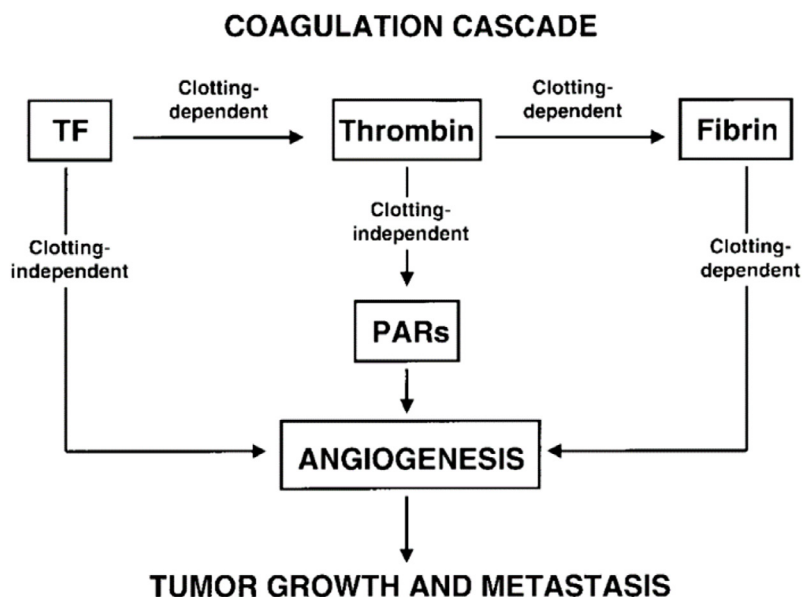 COAGULATION CASCADE
Clotting-
dependent
Clotting-
dependent
TF
Thrombin
Fibrin
Clotting-
independent
Clotting-
independent
Clotting-
dependent
PARs
ANGIOGENESIS
TUMOR GROWTH AND METASTASIS